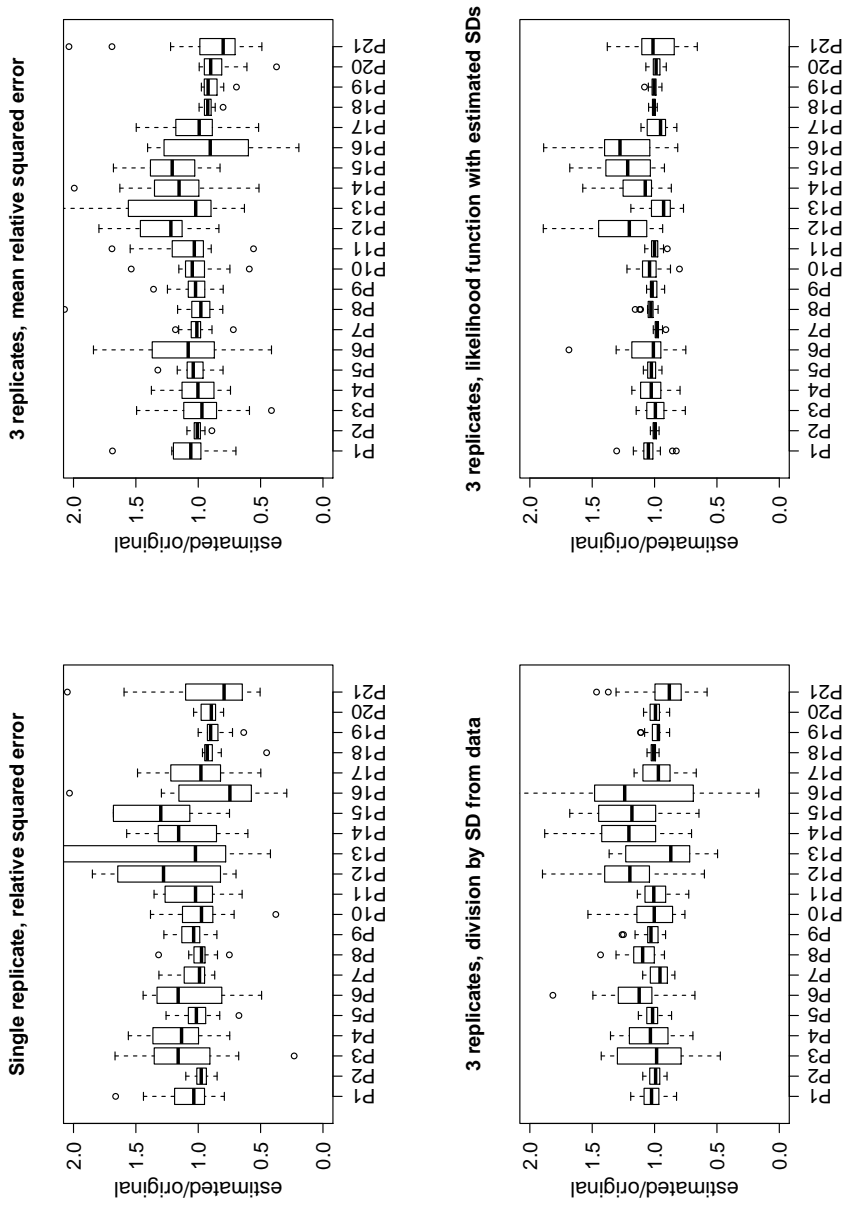 Single replicate, relative squared error
estimated/original
0.0
0.5
1.0
1.5
2.0
P1
P2
P3
P4
P5
P6
P7
P8
P9
P10
P11
P12
P13
P14
P15
P16
P17
P18
P19
P20
P21
3 replicates, mean relative squared error
estimated/original
0.0
0.5
1.0
1.5
2.0
P1
P2
P3
P4
P5
P6
P7
P8
P9
P10
P11
P12
P13
P14
P15
P16
P17
P18
P19
P20
P21
3 replicates, division by SD from data
estimated/original
0.0
0.5
1.0
1.5
2.0
P1
P2
P3
P4
P5
P6
P7
P8
P9
P10
P11
P12
P13
P14
P15
P16
P17
P18
P19
P20
P21
3 replicates, likelihood function with estimated SDs
estimated/original
0.0
0.5
1.0
1.5
2.0
P1
P2
P3
P4
P5
P6
P7
P8
P9
P10
P11
P12
P13
P14
P15
P16
P17
P18
P19
P20
P21